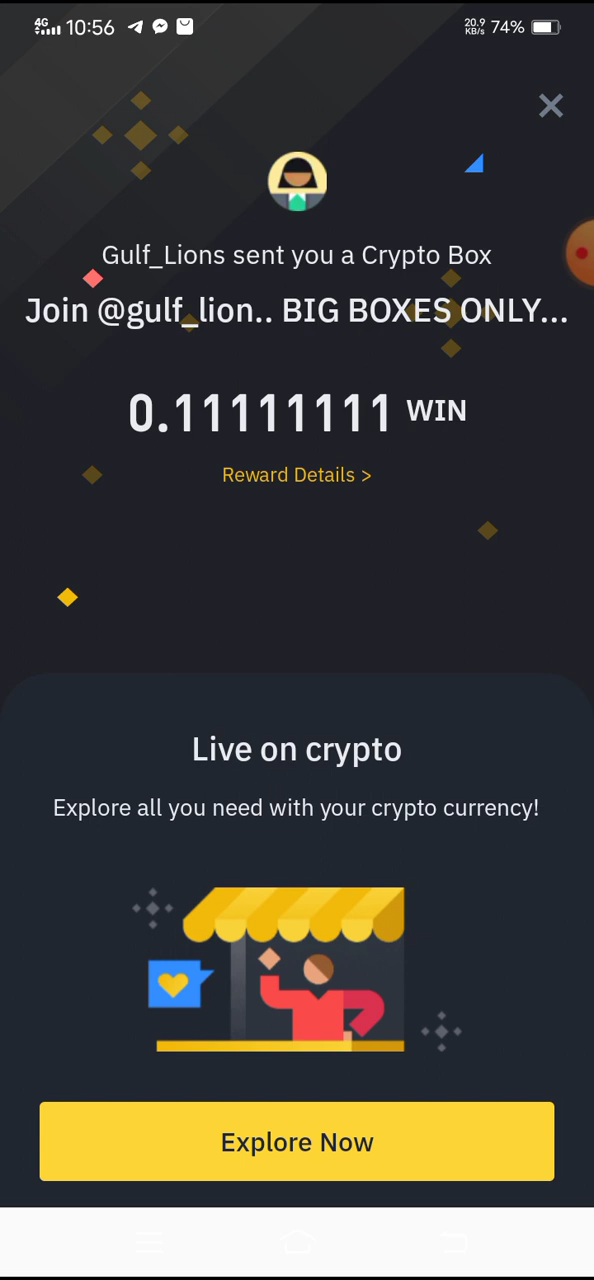 4G 10:56 20.9 KB/s 74%
Gulf_Lions sent you a Crypto Box
Join @gulf_lion.. BIG BOXES ONLY...
0.11111111 WIN
Reward Details >
Live on crypto
Explore all you need with your crypto currency!
Explore Now